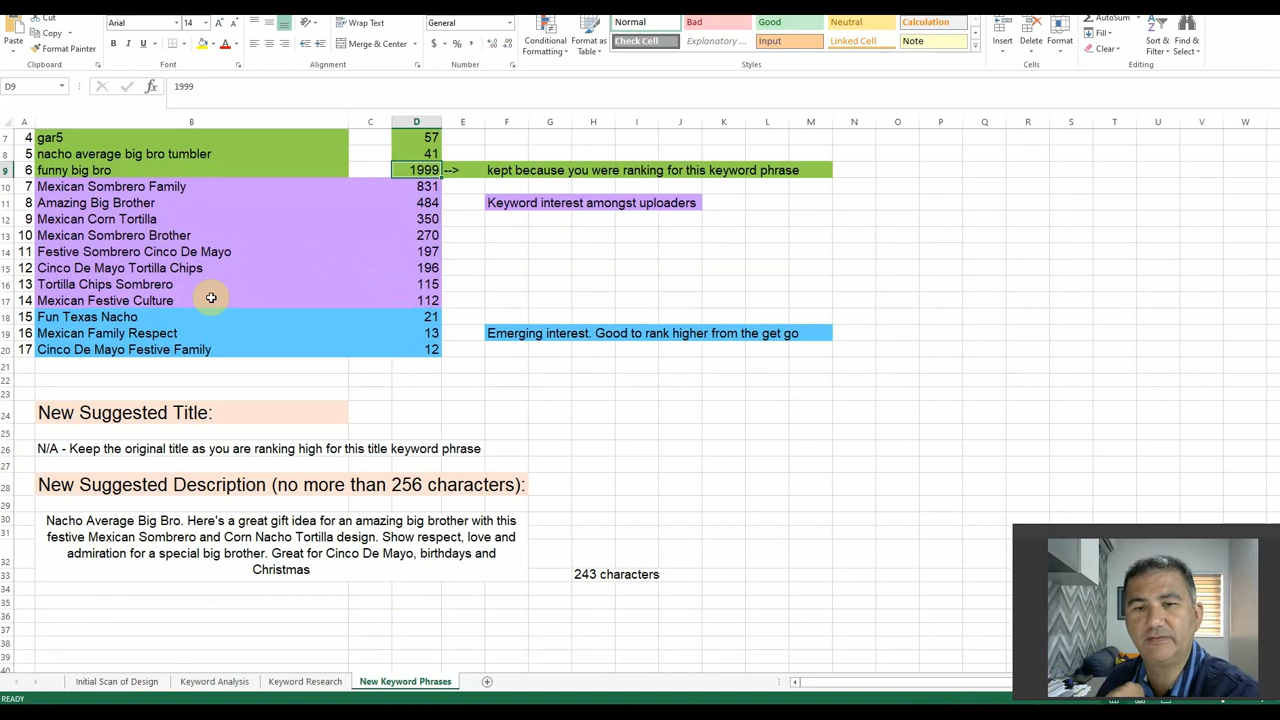 Cut
Copy
Format Painter
Paste
Clipboard
Arial
14
B
Font
Wrap Text
Merge & Center
Alignment
General
$
%
Number
Conditional
Formatting
Format as
Table
Normal
Bad
Good
Neutral
Calculation
Check Cell
Explanatory ...
Input
Linked Cell
Note
Styles
Insert
Delete
Format
Cells
AutoSum
Fill
Clear
Sort &
Filter
Find &
Select
Editing
D9
fx
1999
A B C D E F G H I J K L M N O P Q R S T U V W
7 4 gar5 57
8 5 nacho average big bro tumbler 41
9 6 funny big bro 1999 --> kept because you were ranking for this keyword phrase
10 7 Mexican Sombrero Family 831
11 8 Amazing Big Brother 484 Keyword interest amongst uploaders
12 9 Mexican Corn Tortilla 350
13 10 Mexican Sombrero Brother 270
14 11 Festive Sombrero Cinco De Mayo 197
15 12 Cinco De Mayo Tortilla Chips 196
16 13 Tortilla Chips Sombrero 115
17 14 Mexican Festive Culture 112
18 15 Fun Texas Nacho 21
19 16 Mexican Family Respect 13 Emerging interest. Good to rank higher from the get go
20 17 Cinco De Mayo Festive Family 12
21
22
23
24 New Suggested Title:
25
26 N/A - Keep the original title as you are ranking high for this title keyword phrase
27
28 New Suggested Description (no more than 256 characters):
29
30 Nacho Average Big Bro. Here's a great gift idea for an amazing big brother with this
31 festive Mexican Sombrero and Corn Nacho Tortilla design. Show respect, love and
32 admiration for a special big brother. Great for Cinco De Mayo, birthdays and
Christmas
33 243 characters
34
35
36
37
38
39
40
Initial Scan of Design
Keyword Analysis
Keyword Research
New Keyword Phrases
READY